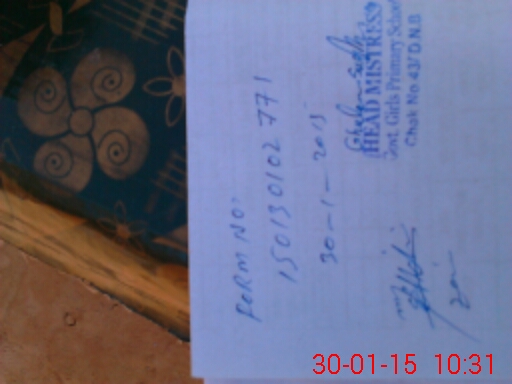 FORM NO.
150130102 771
30-1-2015
HEAD MISTRESS
Govt. Girls Primary School
Chak No. 43/D.N.B
30-01-15 10:31